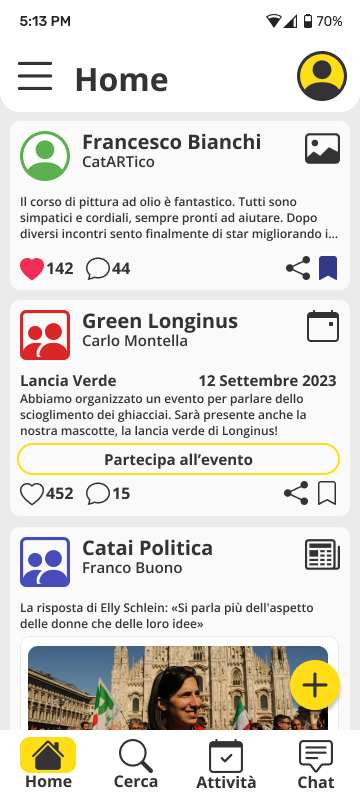 5:13 PM 70%
Home
Francesco Bianchi
CatARTico
Il corso di pittura ad olio è fantastico. Tutti sono
simpatici e cordiali, sempre pronti ad aiutare. Dopo
diversi incontri sento finalmente di star migliorando i...
142 44
Green Longinus
Carlo Montella
Lancia Verde 12 Settembre 2023
Abbiamo organizzato un evento per parlare dello
scioglimento dei ghiacciai. Sarà presente anche la
nostra mascotte, la lancia verde di Longinus!
Partecipa all’evento
452 15
Catai Politica
Franco Buono
La risposta di Elly Schlein: «Si parla più dell'aspetto
delle donne che delle loro idee»
Home Cerca Attività Chat